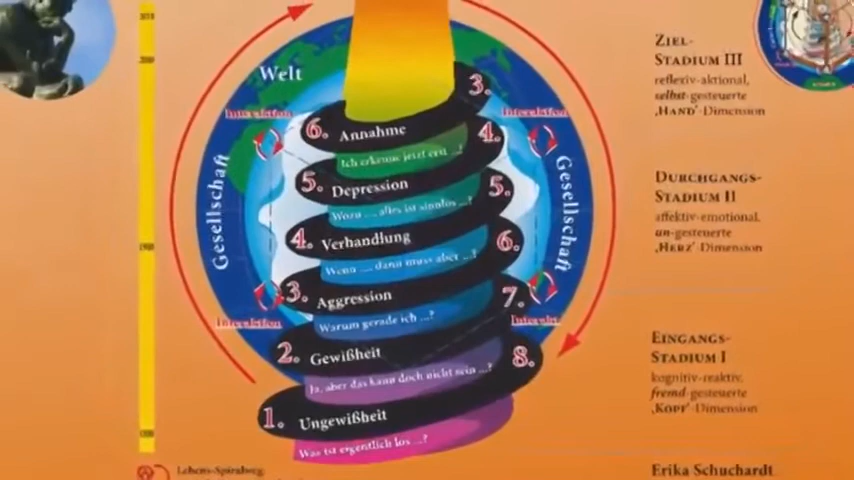 Welt
Interaktion
Interaktion
Gesellschaft
Gesellschaft
3.
6. Annahme
4.
Ich erkenne jetzt erst ...?
5. Depression
5.
Wozu ... alles ist sinnlos ...?
4. Verhandlung
6.
Wenn ... dann muss aber ...?
3. Aggression
7.
Warum gerade ich ...?
Interaktion
2. Gewißheit
8.
Ja, aber das kann doch nicht sein ...?
1. Ungewißheit
Was ist eigentlich los ...?
Lebens-Spiralweg
ZIEL-
STADIUM III
reflexiv-aktional,
selbst-gesteuerte
‚HAND‘-Dimension
DURCHGANGS-
STADIUM II
affektiv-emotional,
un-gesteuerte
‚HERZ‘-Dimension
EINGANGS-
STADIUM I
kognitiv-reaktiv,
fremd-gesteuerte
‚KOPF‘-Dimension
Erika Schuchardt